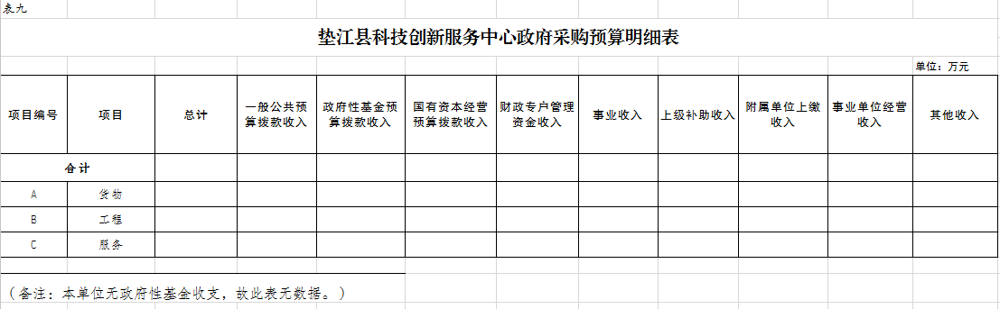 表九
垫江县科技创新服务中心政府采购预算明细表
单位：万元
项目编号 项目 总计 一般公共预算拨款收入 政府性基金预算拨款收入 国有资本经营预算拨款收入 财政专户管理资金收入 事业收入 上级补助收入 附属单位上缴收入 事业单位经营收入 其他收入
合计
A 货物
B 工程
C 服务
（备注：本单位无政府性基金收支，故此表无数据。）